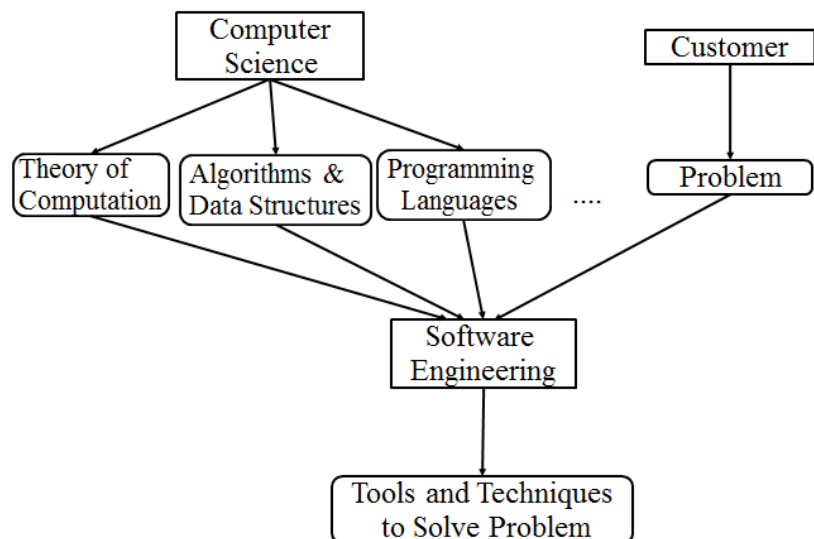 Computer
Science
Customer
Theory of
Computation
Algorithms &
Data Structures
Programming
Languages
....
Problem
Software
Engineering
Tools and Techniques
to Solve Problem